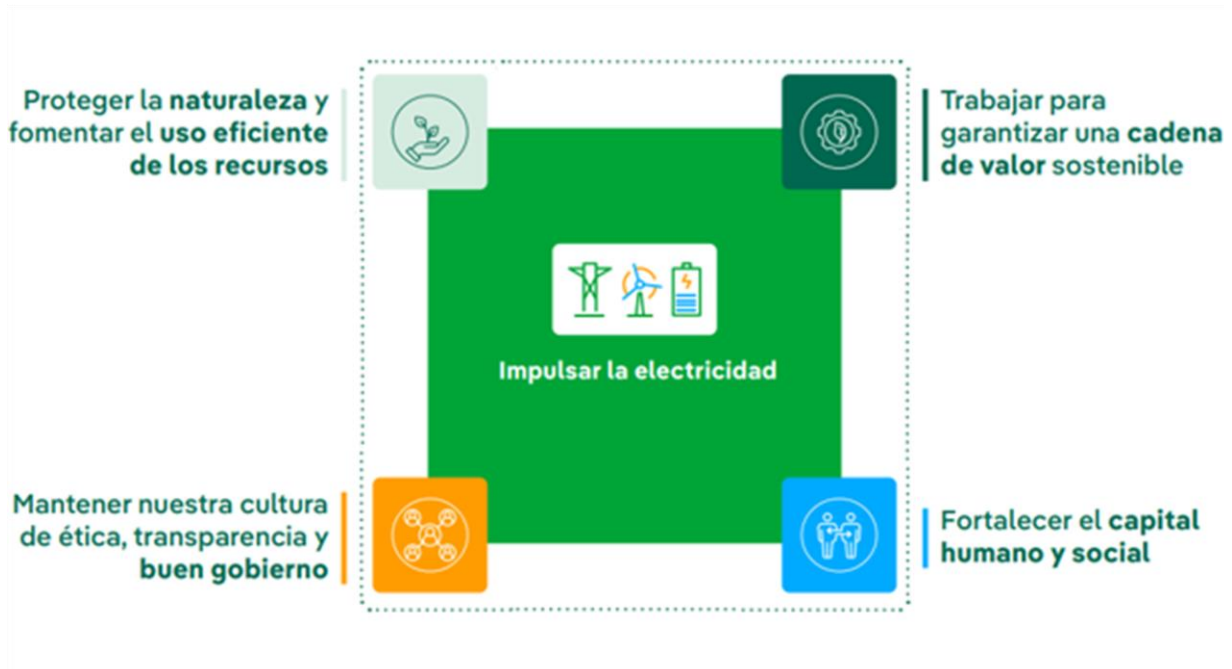 Proteger la naturaleza y
fomentar el uso eficiente
de los recursos
Trabajar para
garantizar una cadena
de valor sostenible
Impulsar la electricidad
Mantener nuestra cultura
de ética, transparencia y
buen gobierno
Fortalecer el capital
humano y social